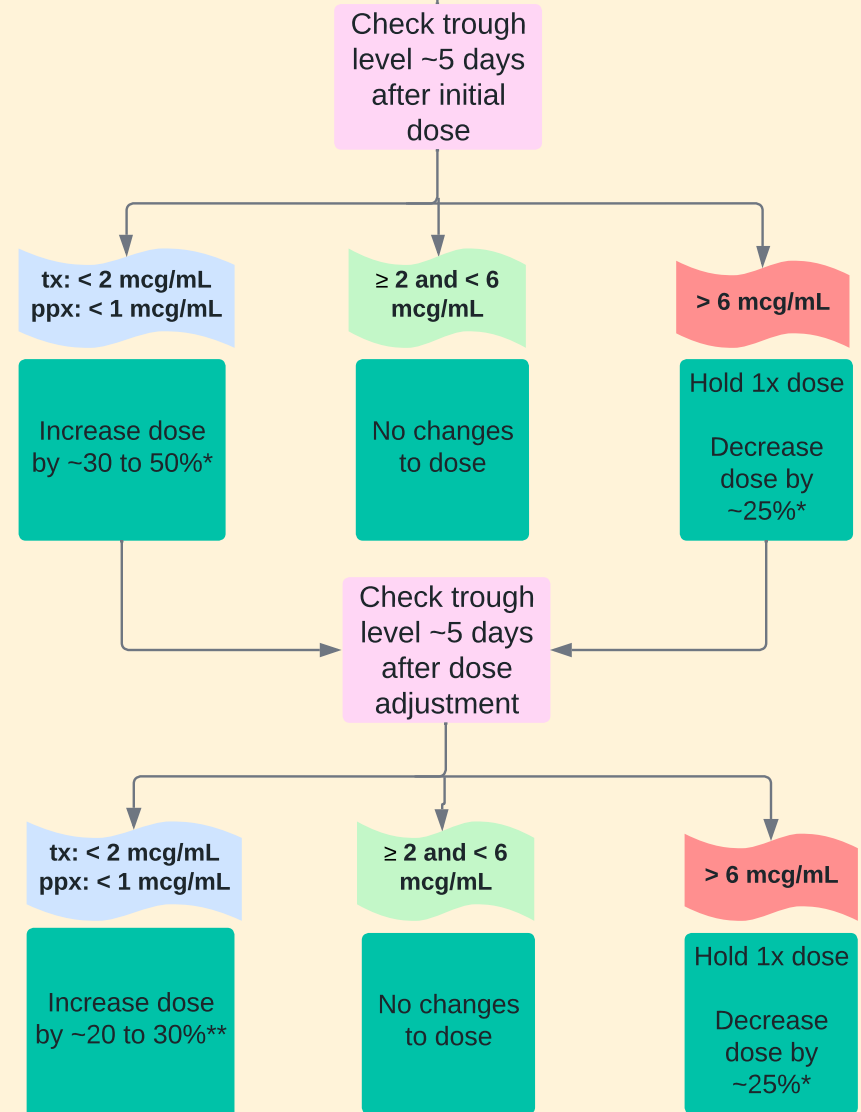 Check trough
level ~5 days
after initial
dose
tx: < 2 mcg/mL
ppx: < 1 mcg/mL
≥ 2 and < 6
mcg/mL
> 6 mcg/mL
Increase dose
by ~30 to 50%*
No changes
to dose
Hold 1x dose
Decrease
dose by
~25%*
Check trough
level ~5 days
after dose
adjustment
tx: < 2 mcg/mL
ppx: < 1 mcg/mL
≥ 2 and < 6
mcg/mL
> 6 mcg/mL
Increase dose
by ~20 to 30%**
No changes
to dose
Hold 1x dose
Decrease
dose by
~25%*